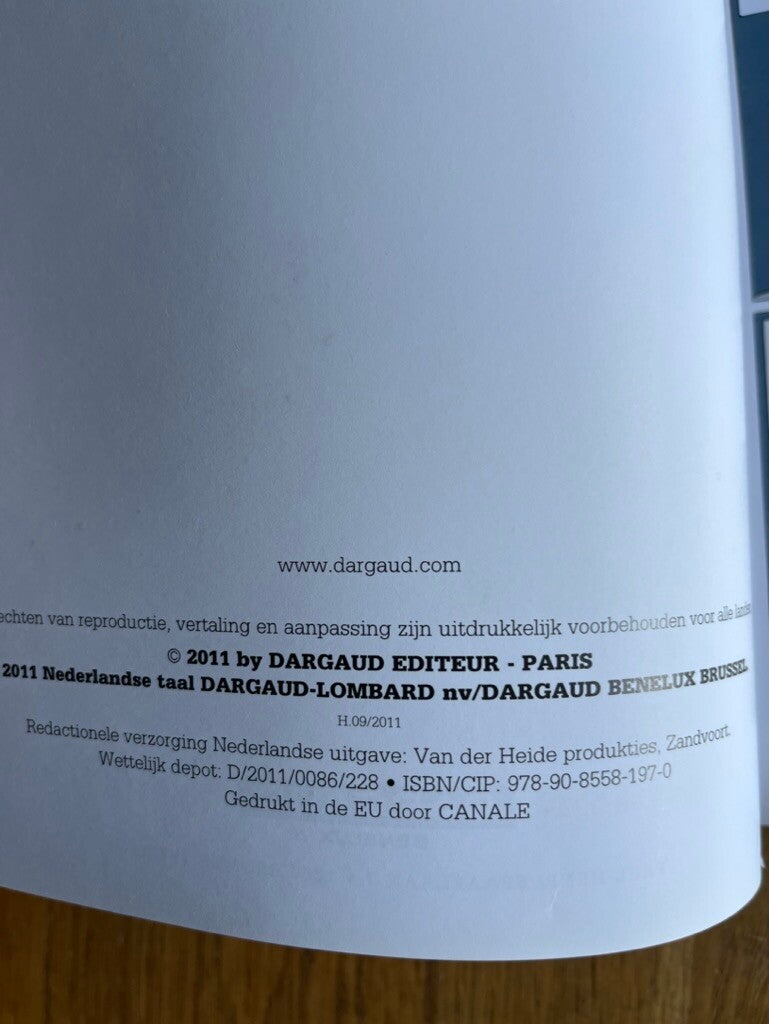 www.dargaud.com
echten van reproductie, vertaling en aanpassing zijn uitdrukkelijk voorbehouden voor alle landen
© 2011 by DARGAUD EDITEUR - PARIS
2011 Nederlandse taal DARGAUD-LOMBARD nv/DARGAUD BENELUX BRUSSEL
H.09/2011
Redactionele verzorging Nederlandse uitgave: Van der Heide produkties, Zandvoort.
Wettelijk depot: D/2011/0086/228 • ISBN/CIP: 978-90-8558-197-0
Gedrukt in de EU door CANALE